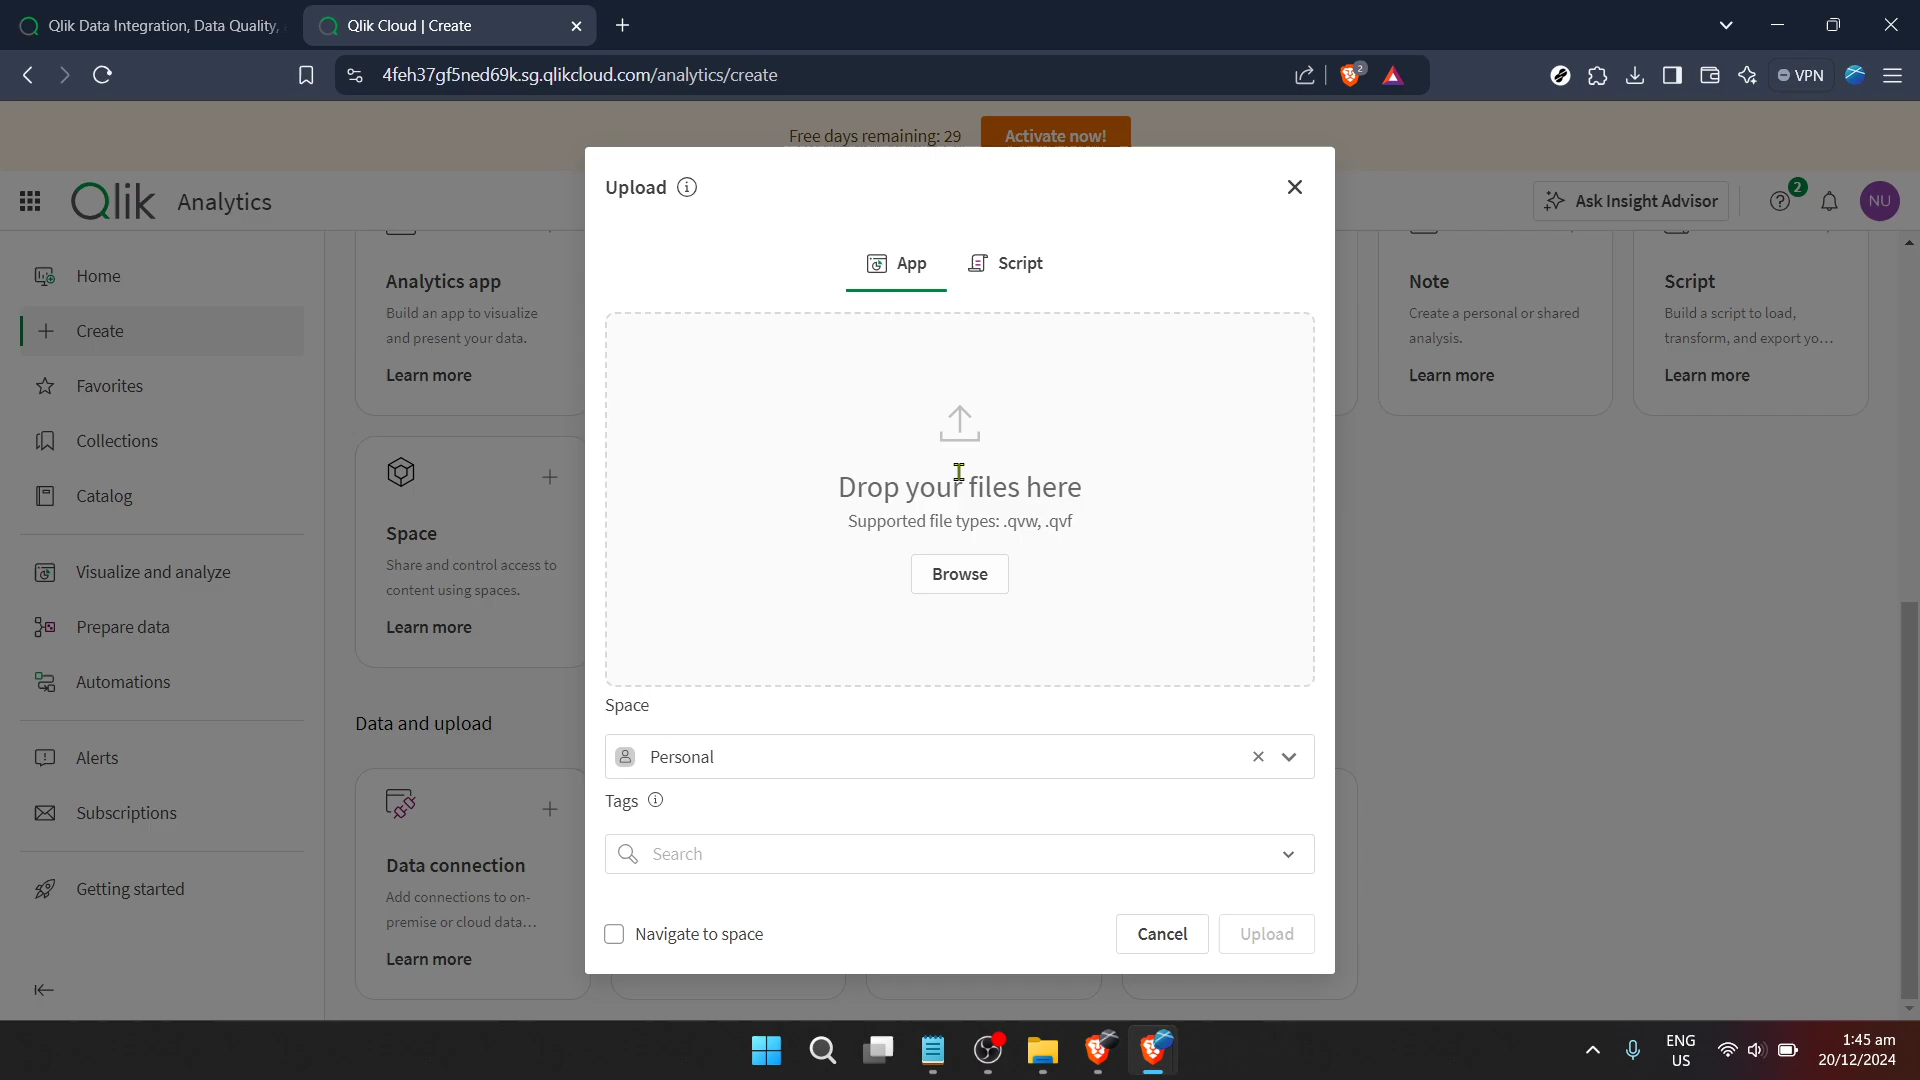 Qlik Data Integration, Data Quality,
Qlik Cloud | Create
4feh37gf5ned69k.sg.qlikcloud.com/analytics/create
2
VPN
Free days remaining: 29
Activate now!
Qlik
Analytics
Ask Insight Advisor
2
NU
Home
Create
Favorites
Collections
Catalog
Visualize and analyze
Prepare data
Automations
Alerts
Subscriptions
Getting started
Analytics app
Build an app to visualize
and present your data.
Learn more
Note
Create a personal or shared
analysis.
Learn more
Script
Build a script to load,
transform, and export yo...
Learn more
Space
Share and control access to
content using spaces.
Learn more
Data and upload
Data connection
Add connections to on-
premise or cloud data...
Learn more
Upload
App
Script
Drop your files here
Supported file types: .qvw, .qvf
Browse
Space
Personal
Tags
Search
Navigate to space
Cancel
Upload
ENG
US
1:45 am
20/12/2024